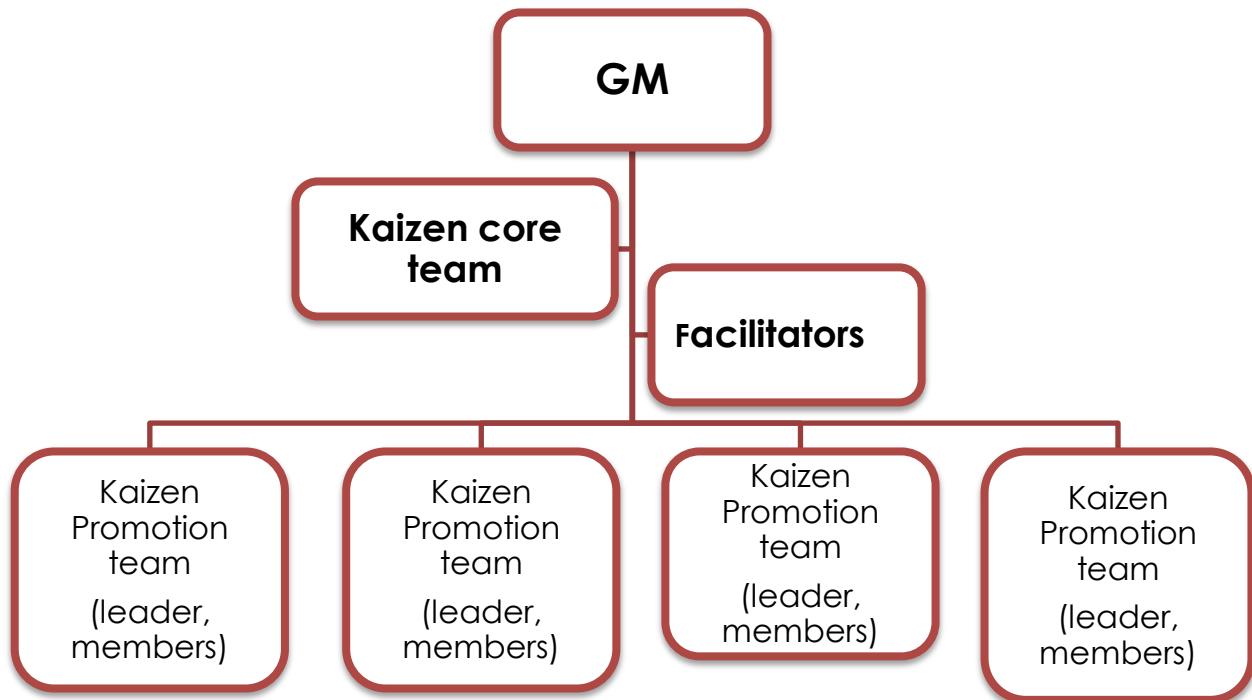 GM
Kaizen core
team
Facilitators
Kaizen
Promotion
team
(leader,
members)
Kaizen
Promotion
team
(leader,
members)
Kaizen
Promotion
team
(leader,
members)
Kaizen
Promotion
team
(leader,
members)